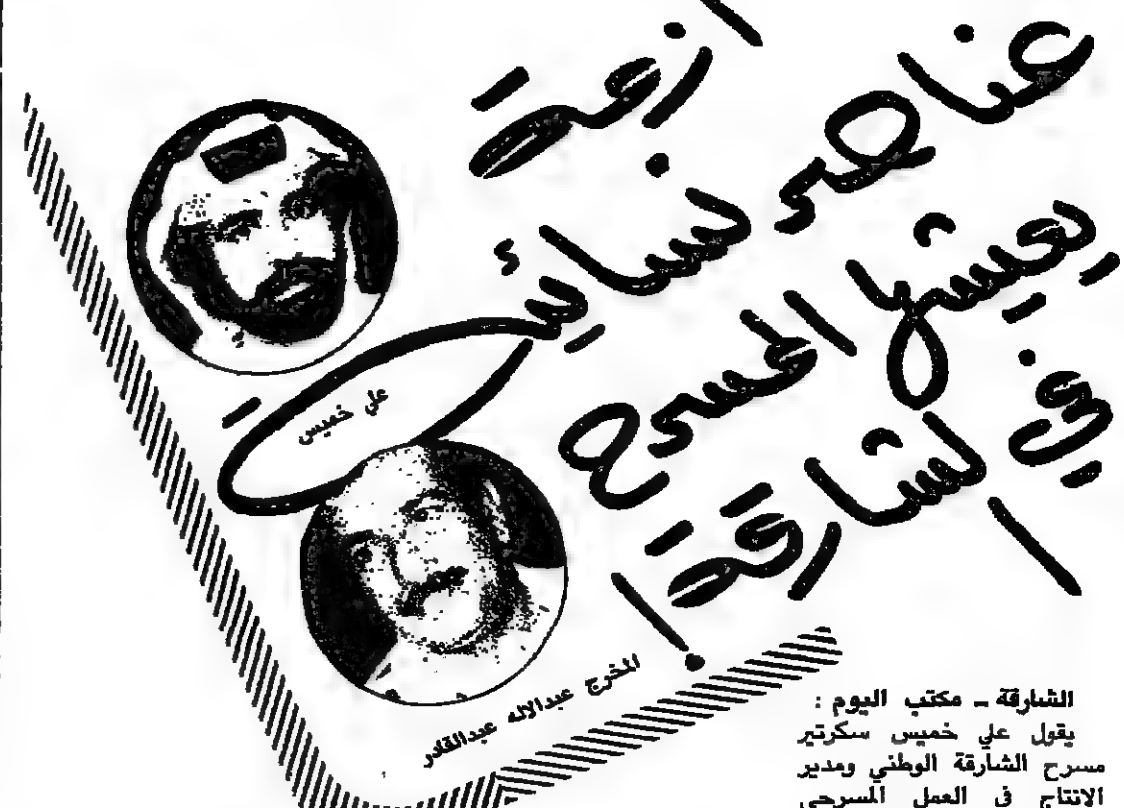 أزمة
عناصر نسائية
يعيشها المسرح
في الشارقة!
علي خميس
المخرج عبدالاله عبدالقادر
الشارقة ـ مكتب اليوم :
يقول علي خميس سكرتير
مسرح الشارقة الوطني ومدير
الانتاج في العمل المسرحي